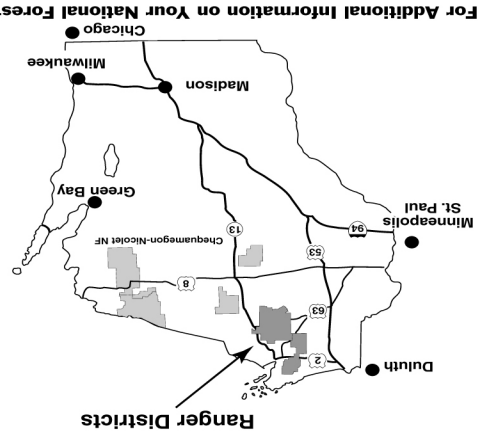 Ranger Districts
Duluth
2
63
8
53
94
13
Chequamegon-Nicolet NF
Minneapolis
St. Paul
Green Bay
Madison
Milwaukee
Chicago
For Additional Information on Your National Fores